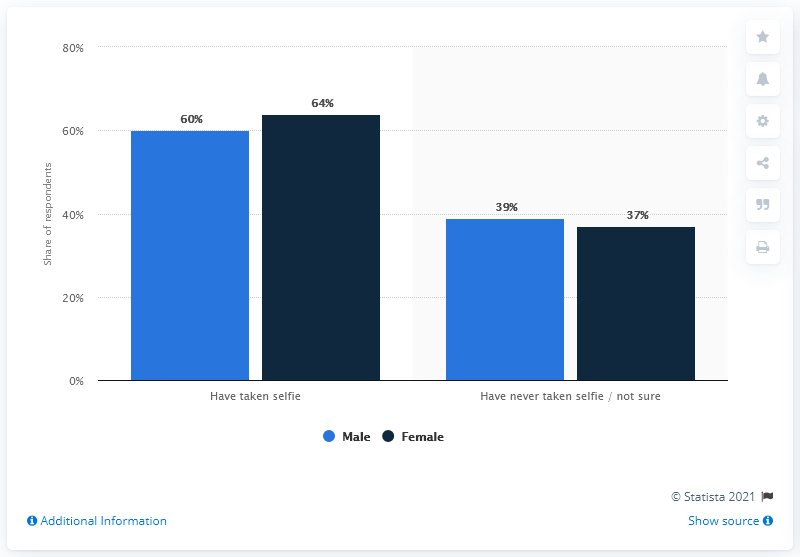 80%
60%
40%
20%
0%
Share of respondents
60%
64%
39%
37%
Have taken selfie
Have never taken selfie / not sure
Male
Female
© Statista 2021
Additional Information
Show source